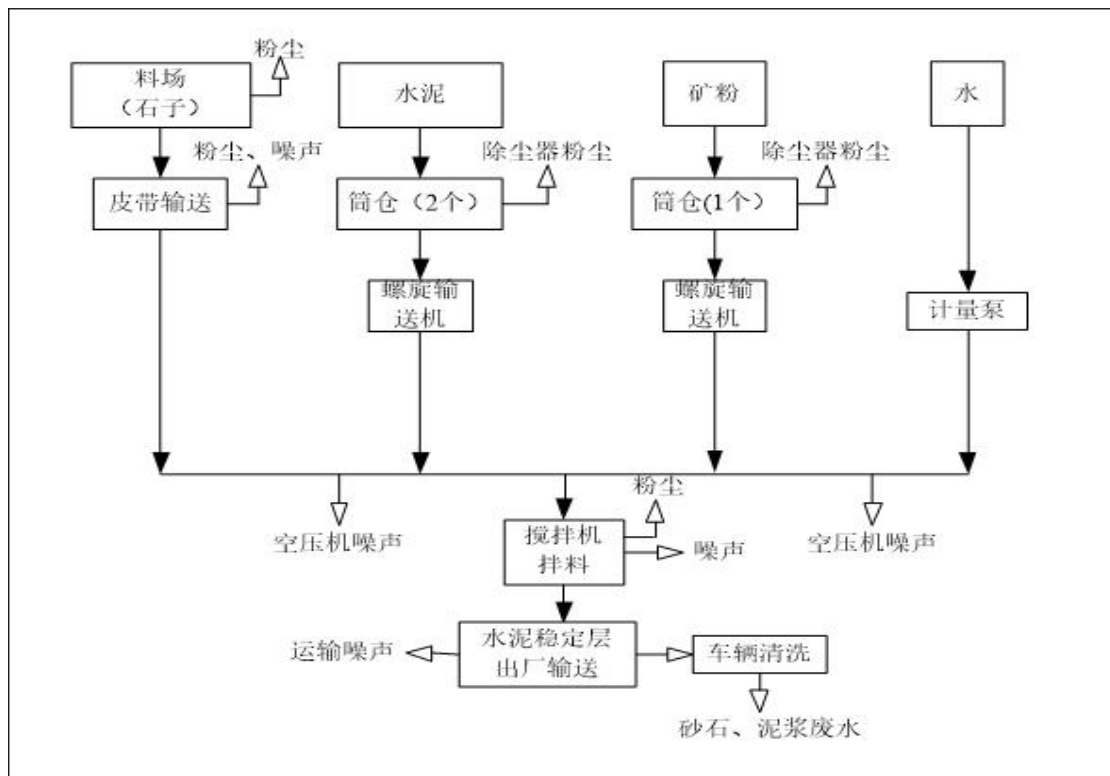 粉尘
料场
（石子）
水泥
矿粉
水
粉尘、噪声
除尘器粉尘
除尘器粉尘
皮带输送
筒仓（2个）
筒仓(1个）
螺旋输
送机
螺旋输
送机
计量泵
粉尘
空压机噪声
搅拌机
拌料
噪声
空压机噪声
运输噪声
水泥稳定层
出厂输送
车辆清洗
砂石、泥浆废水